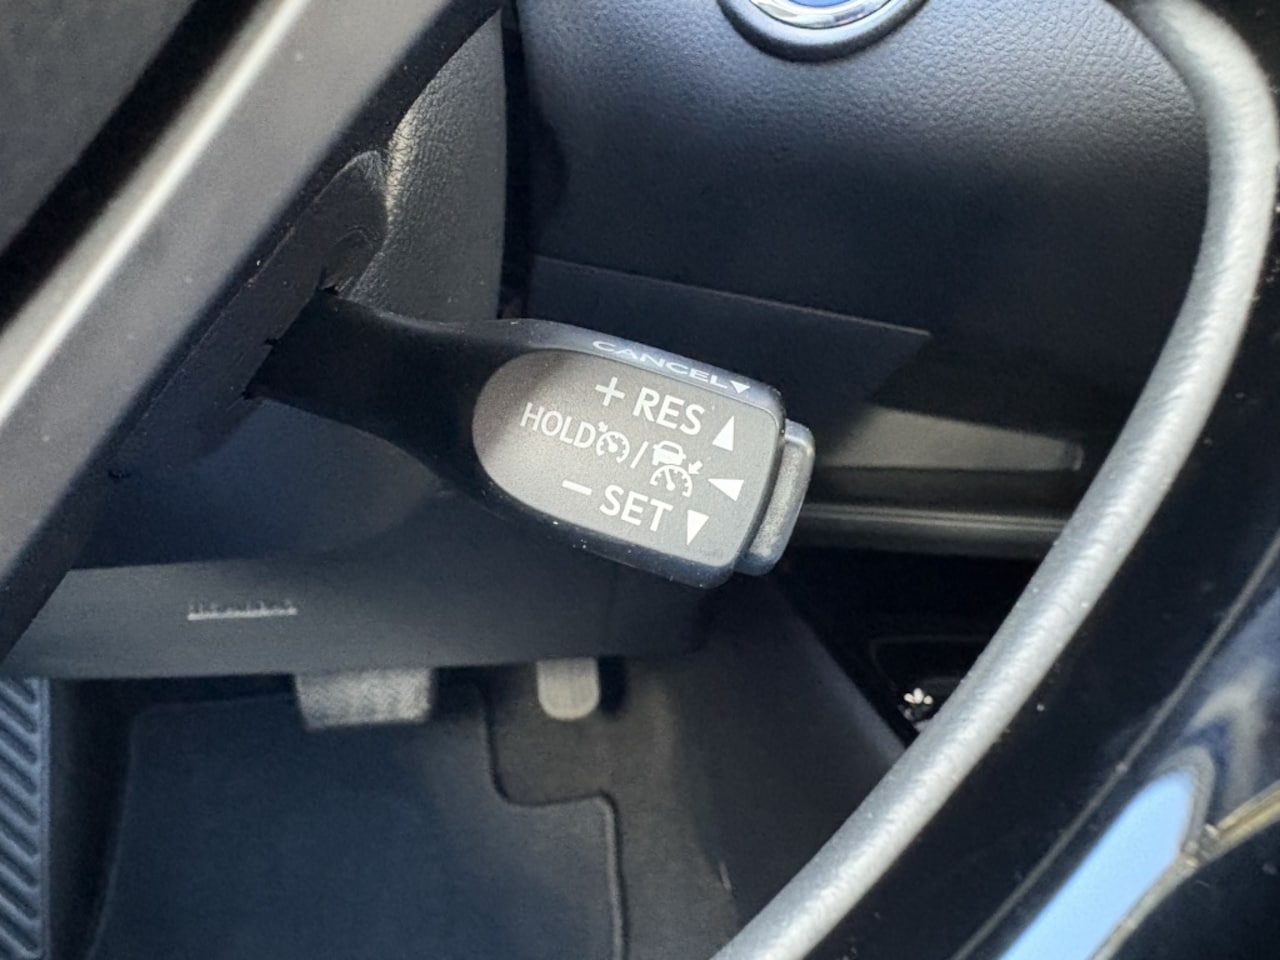 CANCEL▼
+ RES ▲
HOLD / ◀
− SET ▼